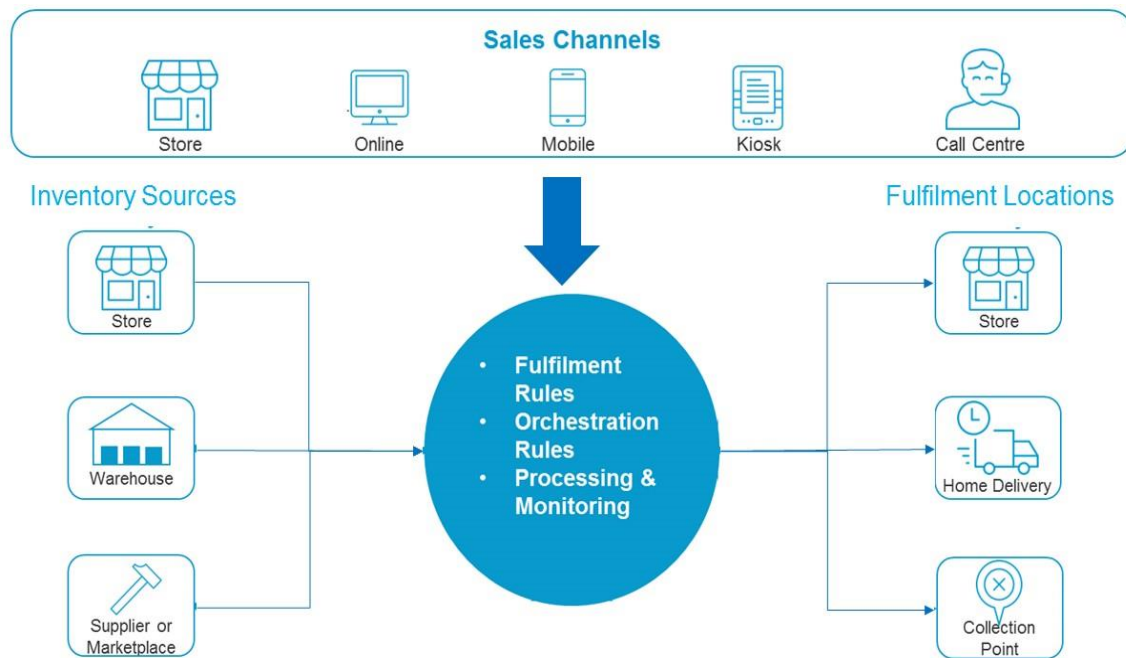 Sales Channels
Store
Online
Mobile
Kiosk
Call Centre
Inventory Sources
Fulfilment Locations
Store
Warehouse
Supplier or
Marketplace
• Fulfilment
Rules
• Orchestration
Rules
• Processing &
Monitoring
Store
Home Delivery
Collection
Point